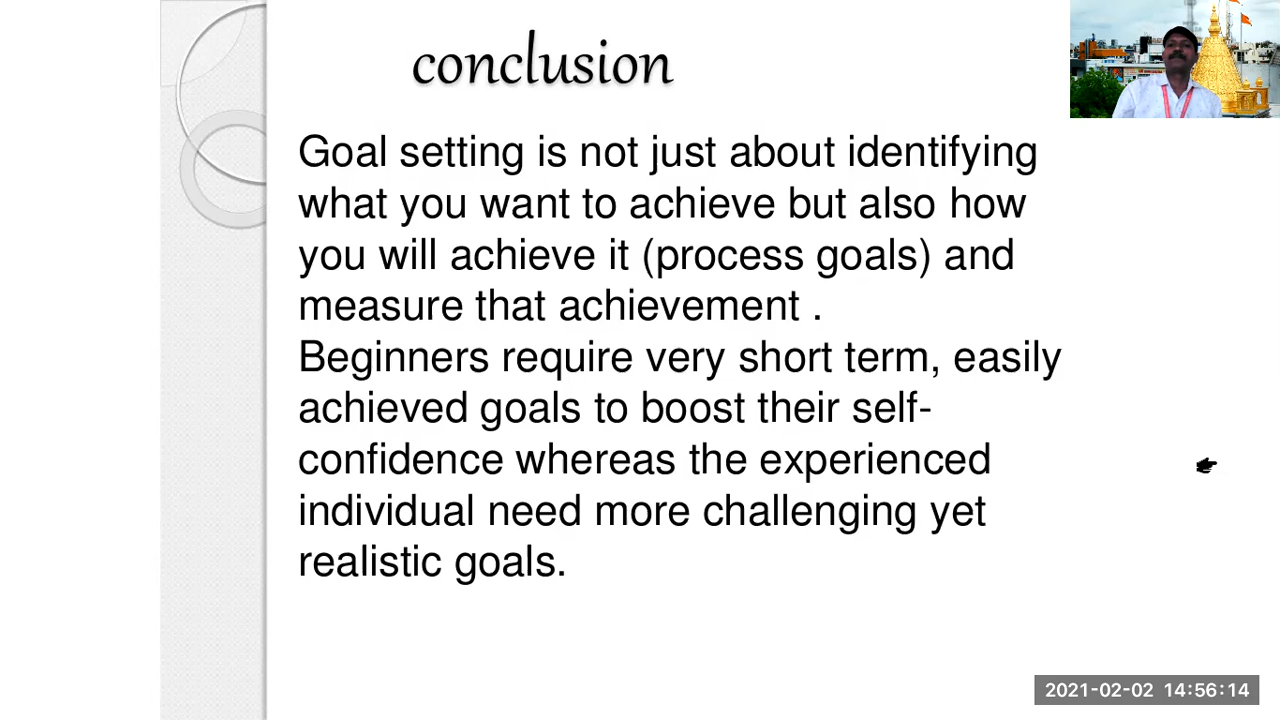 conclusion
Goal setting is not just about identifying
what you want to achieve but also how
you will achieve it (process goals) and
measure that achievement .
Beginners require very short term, easily
achieved goals to boost their self-
confidence whereas the experienced
individual need more challenging yet
realistic goals.
2021-02-02 14:56:14